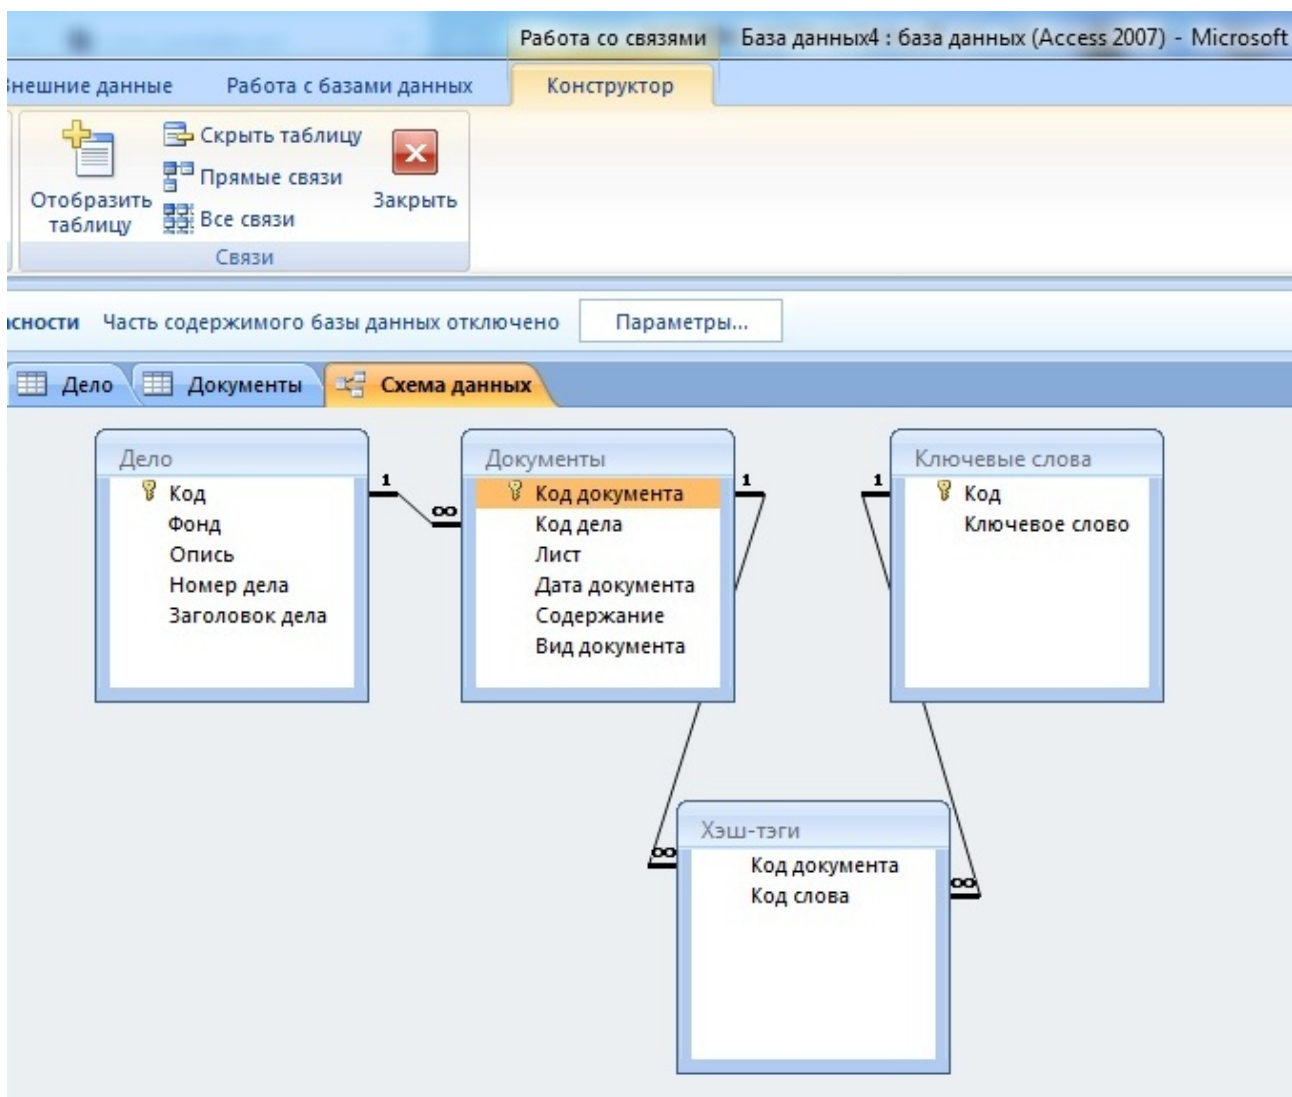 Работа со связями База данных4 : база данных (Access 2007) - Microsoft
нешние данные Работа с базами данных Конструктор
Отобразить таблицу
Скрыть таблицу
Прямые связи
Все связи
Закрыть
Связи
сности Часть содержимого базы данных отключено Параметры...
Дело Документы Схема данных
Дело
Код
Фонд
Опись
Номер дела
Заголовок дела
1
∞
Документы
Код документа
Код дела
Лист
Дата документа
Содержание
Вид документа
1
1
Ключевые слова
Код
Ключевое слово
Хэш-тэги
Код документа
Код слова
∞
∞